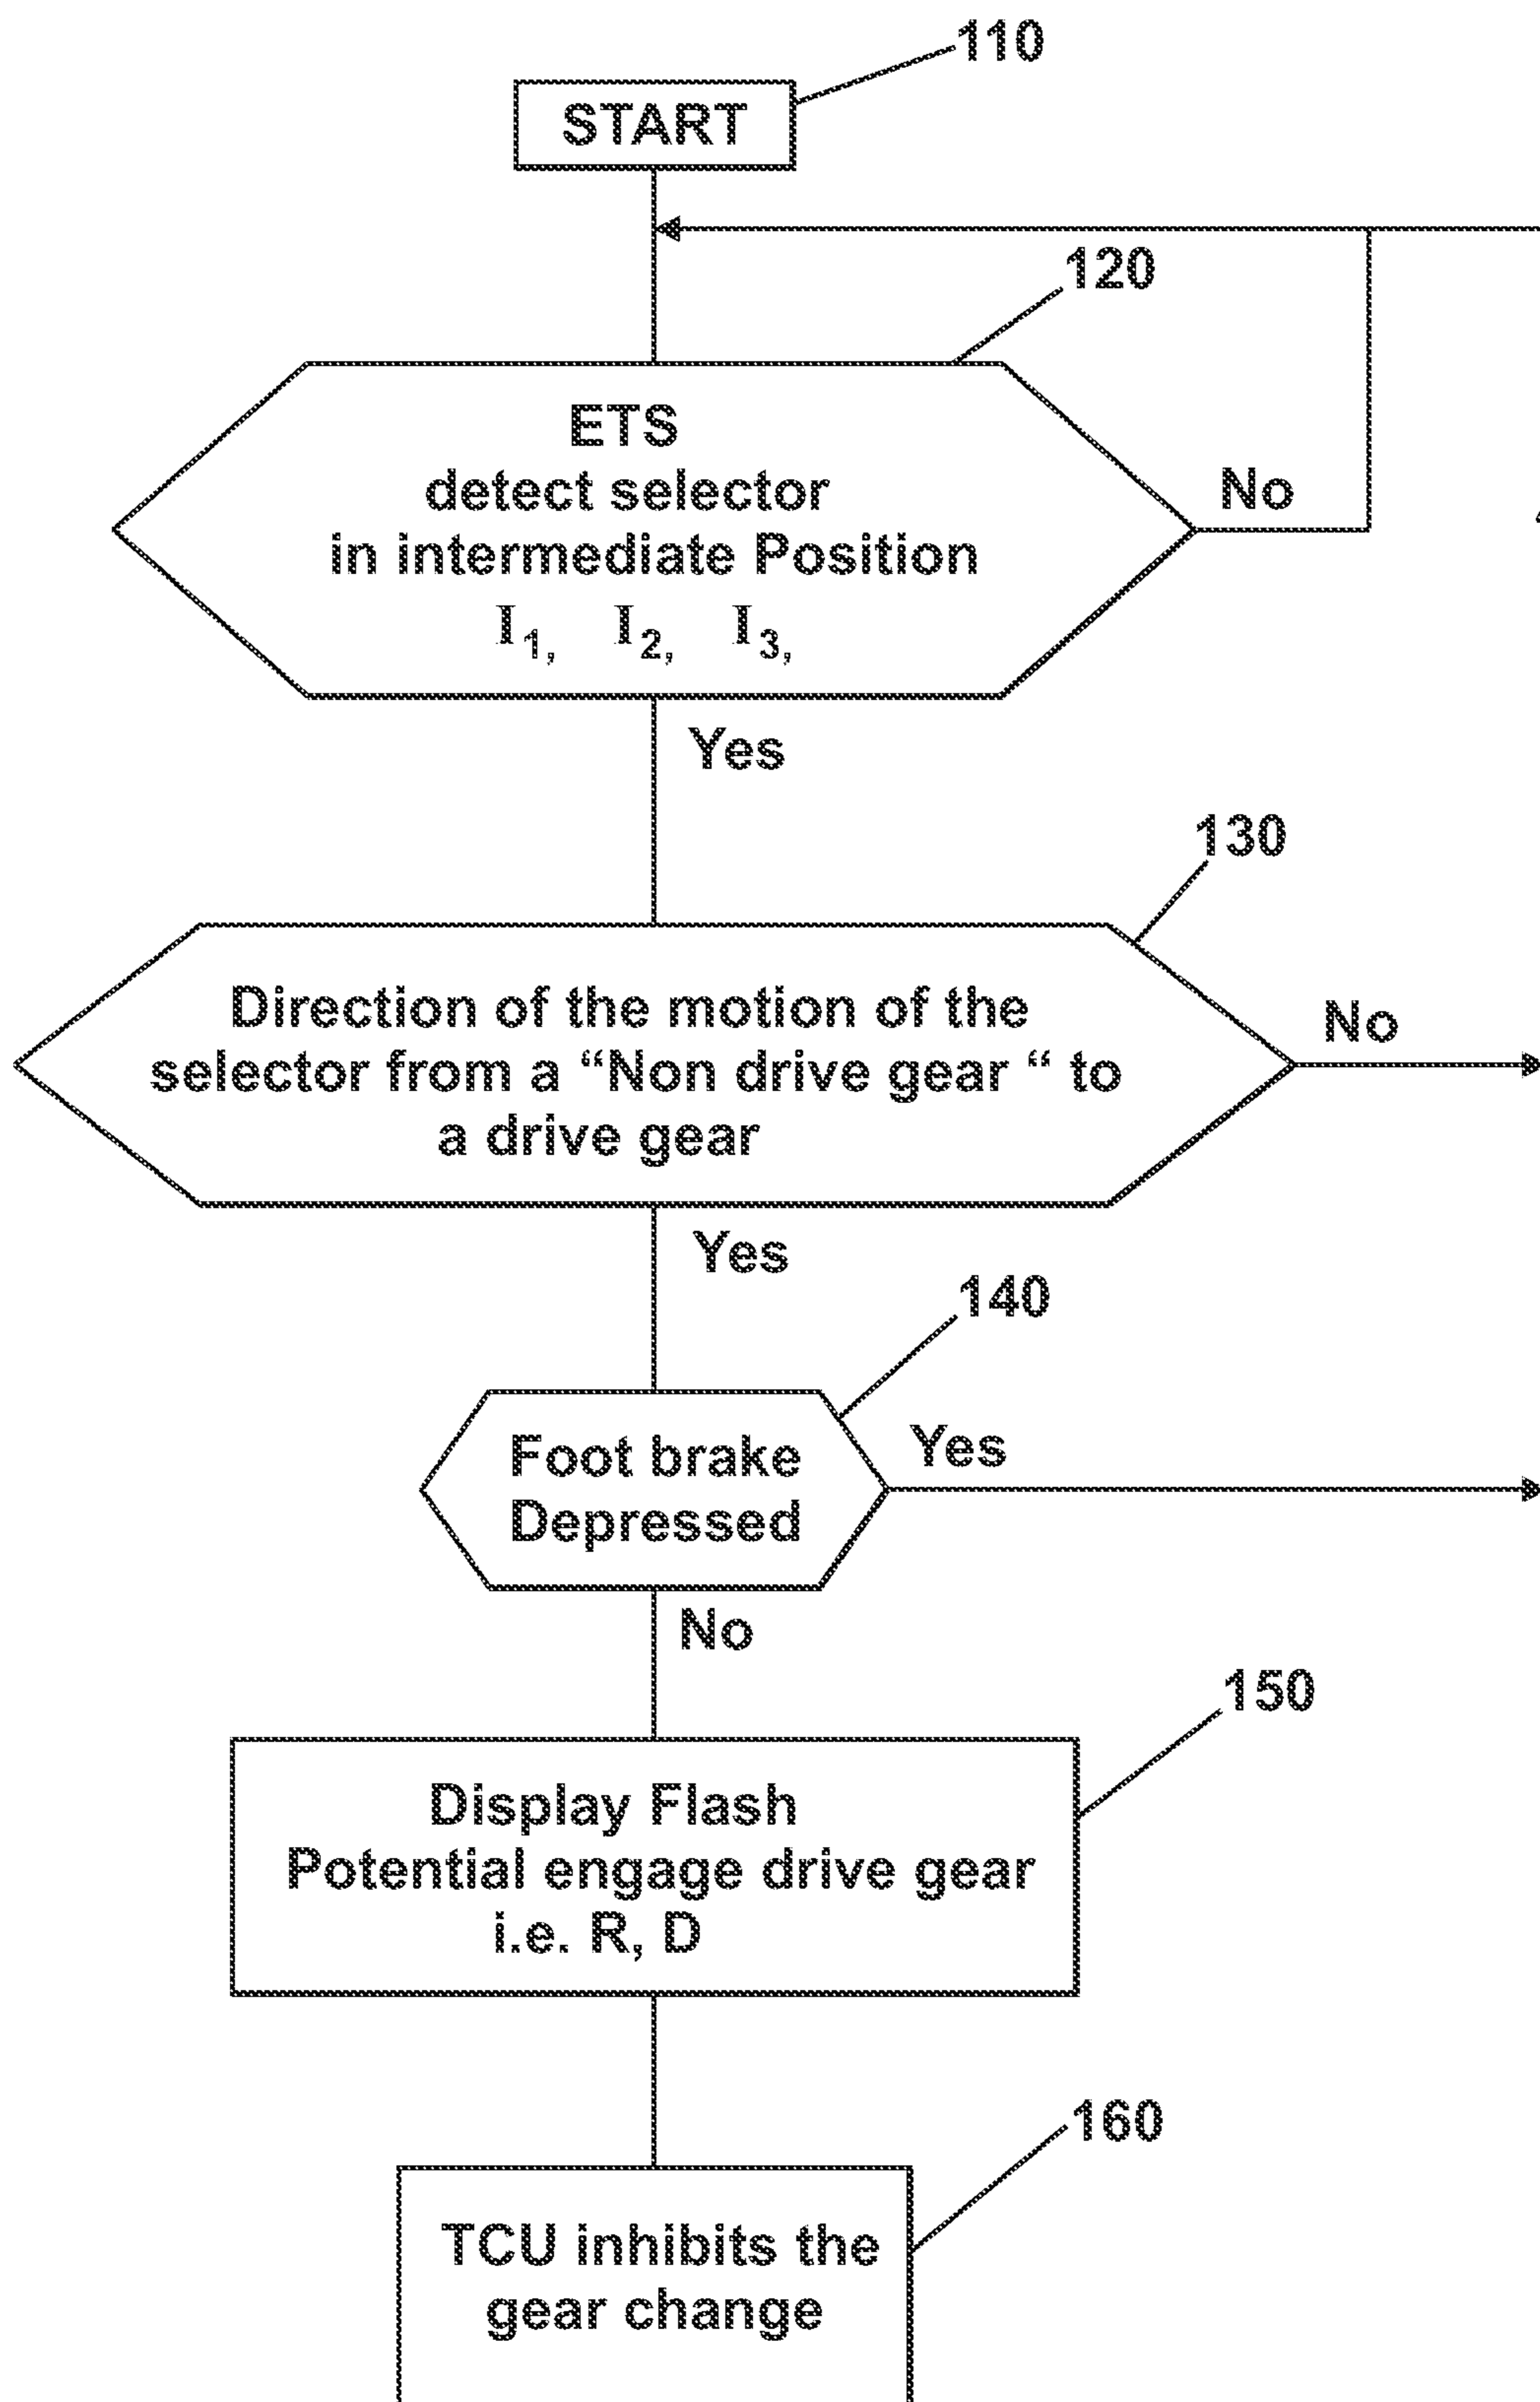 110
START
120
ETS
detect selector
in intermediate Position
I1, I2, I3,
No
Yes
130
Direction of the motion of the
selector from a “Non drive gear “ to
a drive gear
No
Yes
140
Foot brake
Depressed
Yes
No
150
Display Flash
Potential engage drive gear
i.e. R, D
160
TCU inhibits the
gear change